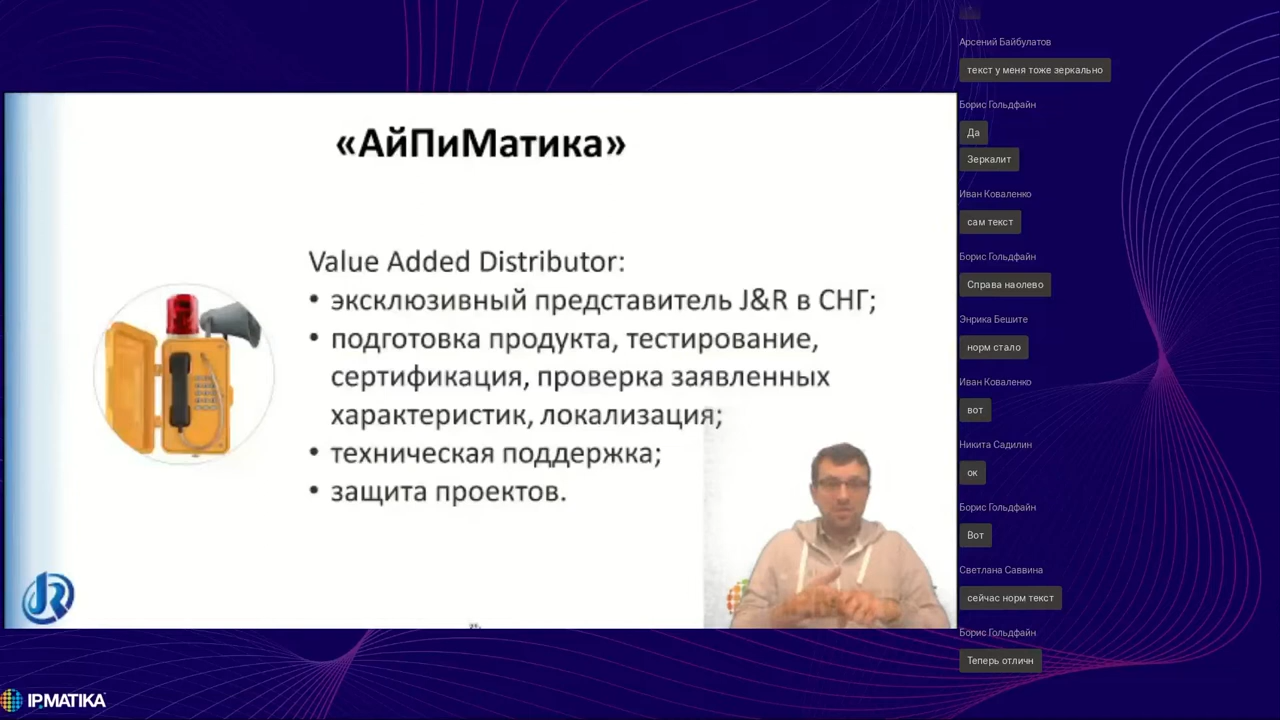 «АйПиМатика»
Value Added Distributor:
• эксклюзивный представитель J&R в СНГ;
• подготовка продукта, тестирование,
сертификация, проверка заявленных
характеристик, локализация;
• техническая поддержка;
• защита проектов.
JR
IPMATIKA
Арсений Байбулатов
текст у меня тоже зеркально
Борис Гольдфайн
Да
Зеркалит
Иван Коваленко
сам текст
Борис Гольдфайн
Справа наолево
Энрика Бешите
норм стало
Иван Коваленко
вот
Никита Садилин
ок
Борис Гольдфайн
Вот
Светлана Саввина
сейчас норм текст
Борис Гольдфайн
Теперь отличн